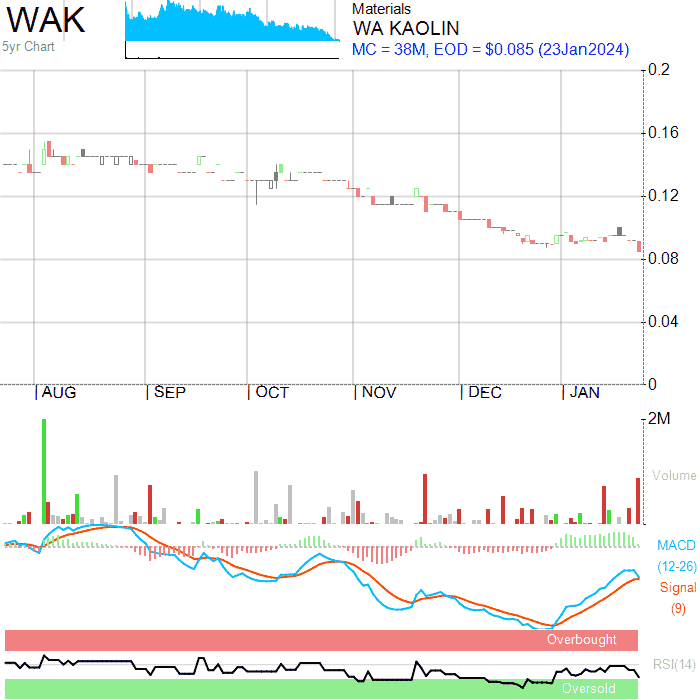 WAK
5yr Chart
Materials
WA KAOLIN
MC = 38M, EOD = $0.085 (23Jan2024)
0.2
0.16
0.12
0.08
0.04
0
AUG SEP OCT NOV DEC JAN
2M
Volume
MACD
(12-26)
Signal
(9)
Overbought
RSI(14)
Oversold